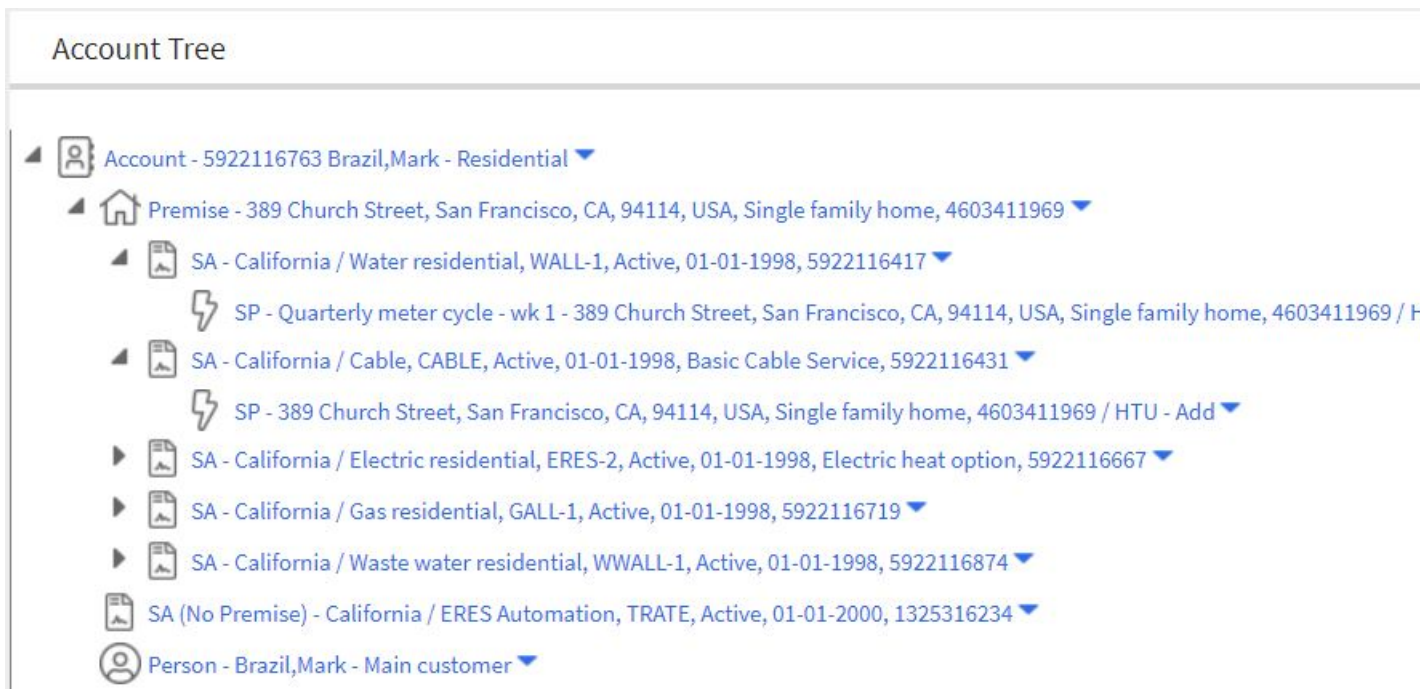 Account Tree
Account - 5922116763 Brazil,Mark - Residential
Premise - 389 Church Street, San Francisco, CA, 94114, USA, Single family home, 4603411969
SA - California / Water residential, WALL-1, Active, 01-01-1998, 5922116417
SP - Quarterly meter cycle - wk 1 - 389 Church Street, San Francisco, CA, 94114, USA, Single family home, 4603411969 / H
SA - California / Cable, CABLE, Active, 01-01-1998, Basic Cable Service, 5922116431
SP - 389 Church Street, San Francisco, CA, 94114, USA, Single family home, 4603411969 / HTU - Add
SA - California / Electric residential, ERES-2, Active, 01-01-1998, Electric heat option, 5922116667
SA - California / Gas residential, GALL-1, Active, 01-01-1998, 5922116719
SA - California / Waste water residential, WWALL-1, Active, 01-01-1998, 5922116874
SA (No Premise) - California / ERES Automation, TRATE, Active, 01-01-2000, 1325316234
Person - Brazil,Mark - Main customer